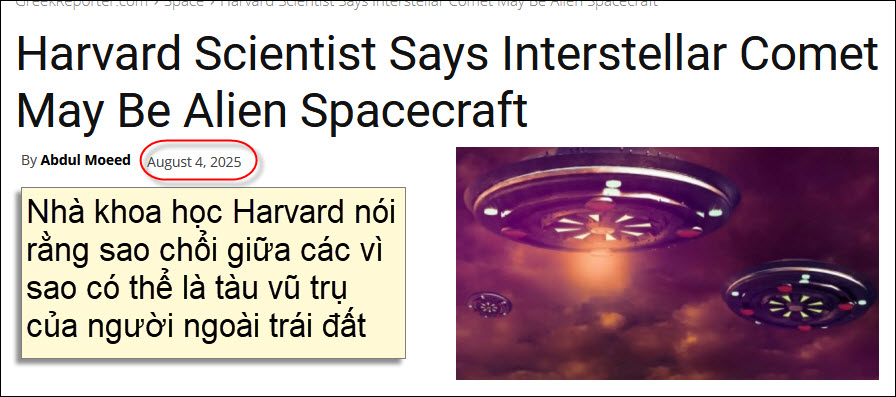 GreekReporter.com > Space > Harvard Scientist Says Interstellar Comet May Be Alien Spacecraft
Harvard Scientist Says Interstellar Comet
May Be Alien Spacecraft
By Abdul Moeed August 4, 2025
Nhà khoa học Harvard nói
rằng sao chổi giữa các vì
sao có thể là tàu vũ trụ
của người ngoài trái đất